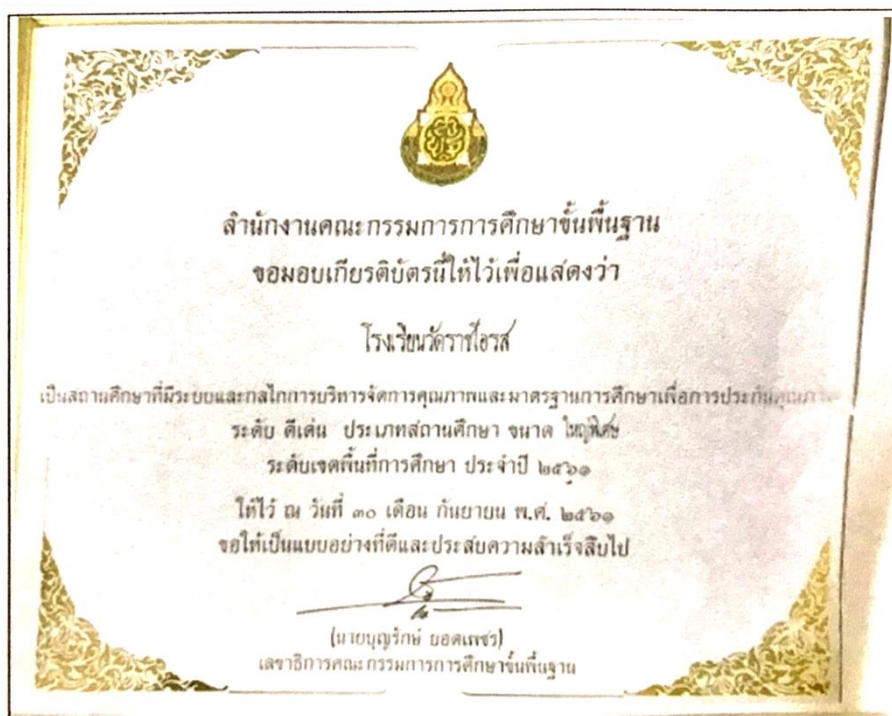 สำนักงานคณะกรรมการการศึกษาขั้นพื้นฐาน
ขอมอบเกียรติบัตรนี้ให้ไว้เพื่อแสดงว่า
โรงเรียนวัดราชโอรส
เป็นสถานศึกษาที่มีระบบและกลไกการบริหารจัดการคุณภาพและมาตรฐานการศึกษาเพื่อการประกันคุณภาพ
ระดับ ดีเด่น ประเภทสถานศึกษา ขนาด ใหญ่พิเศษ
ระดับเขตพื้นที่การศึกษา ประจำปี ๒๕๖๑
ให้ไว้ ณ วันที่ ๓๐ เดือน กันยายน พ.ศ. ๒๕๖๑
ขอให้เป็นแบบอย่างที่ดีและประสบความสำเร็จสืบไป
(นายบุญรักษ์ ยอดเพชร)
เลขาธิการคณะกรรมการการศึกษาขั้นพื้นฐาน